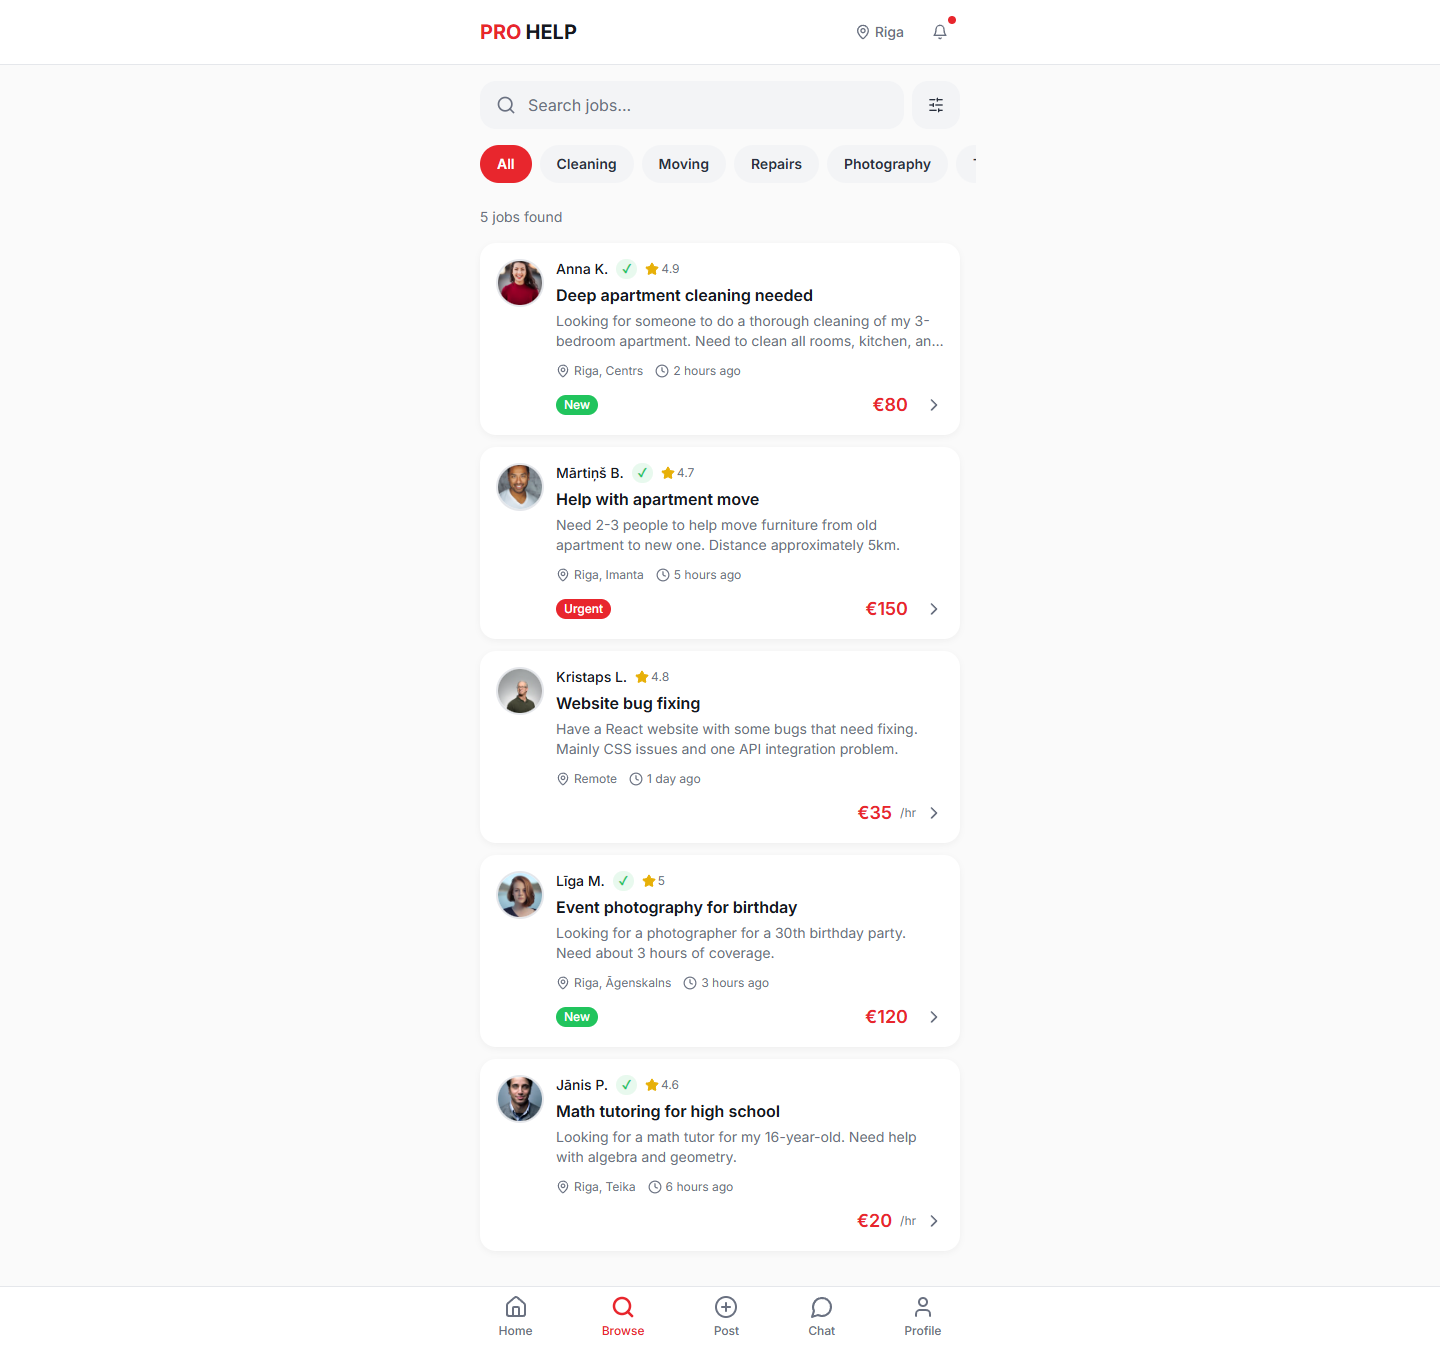 PRO HELP
Riga
Search jobs...
All
Cleaning
Moving
Repairs
Photography
5 jobs found
Anna K. ✓ 4.9
Deep apartment cleaning needed
Looking for someone to do a thorough cleaning of my 3-
bedroom apartment. Need to clean all rooms, kitchen, an...
Riga, Centrs 2 hours ago
New €80
Mārtiņš B. ✓ 4.7
Help with apartment move
Need 2-3 people to help move furniture from old
apartment to new one. Distance approximately 5km.
Riga, Imanta 5 hours ago
Urgent €150
Kristaps L. 4.8
Website bug fixing
Have a React website with some bugs that need fixing.
Mainly CSS issues and one API integration problem.
Remote 1 day ago
€35 /hr
Līga M. ✓ 5
Event photography for birthday
Looking for a photographer for a 30th birthday party.
Need about 3 hours of coverage.
Riga, Āgenskalns 3 hours ago
New €120
Jānis P. ✓ 4.6
Math tutoring for high school
Looking for a math tutor for my 16-year-old. Need help
with algebra and geometry.
Riga, Teika 6 hours ago
€20 /hr
Home
Browse
Post
Chat
Profile